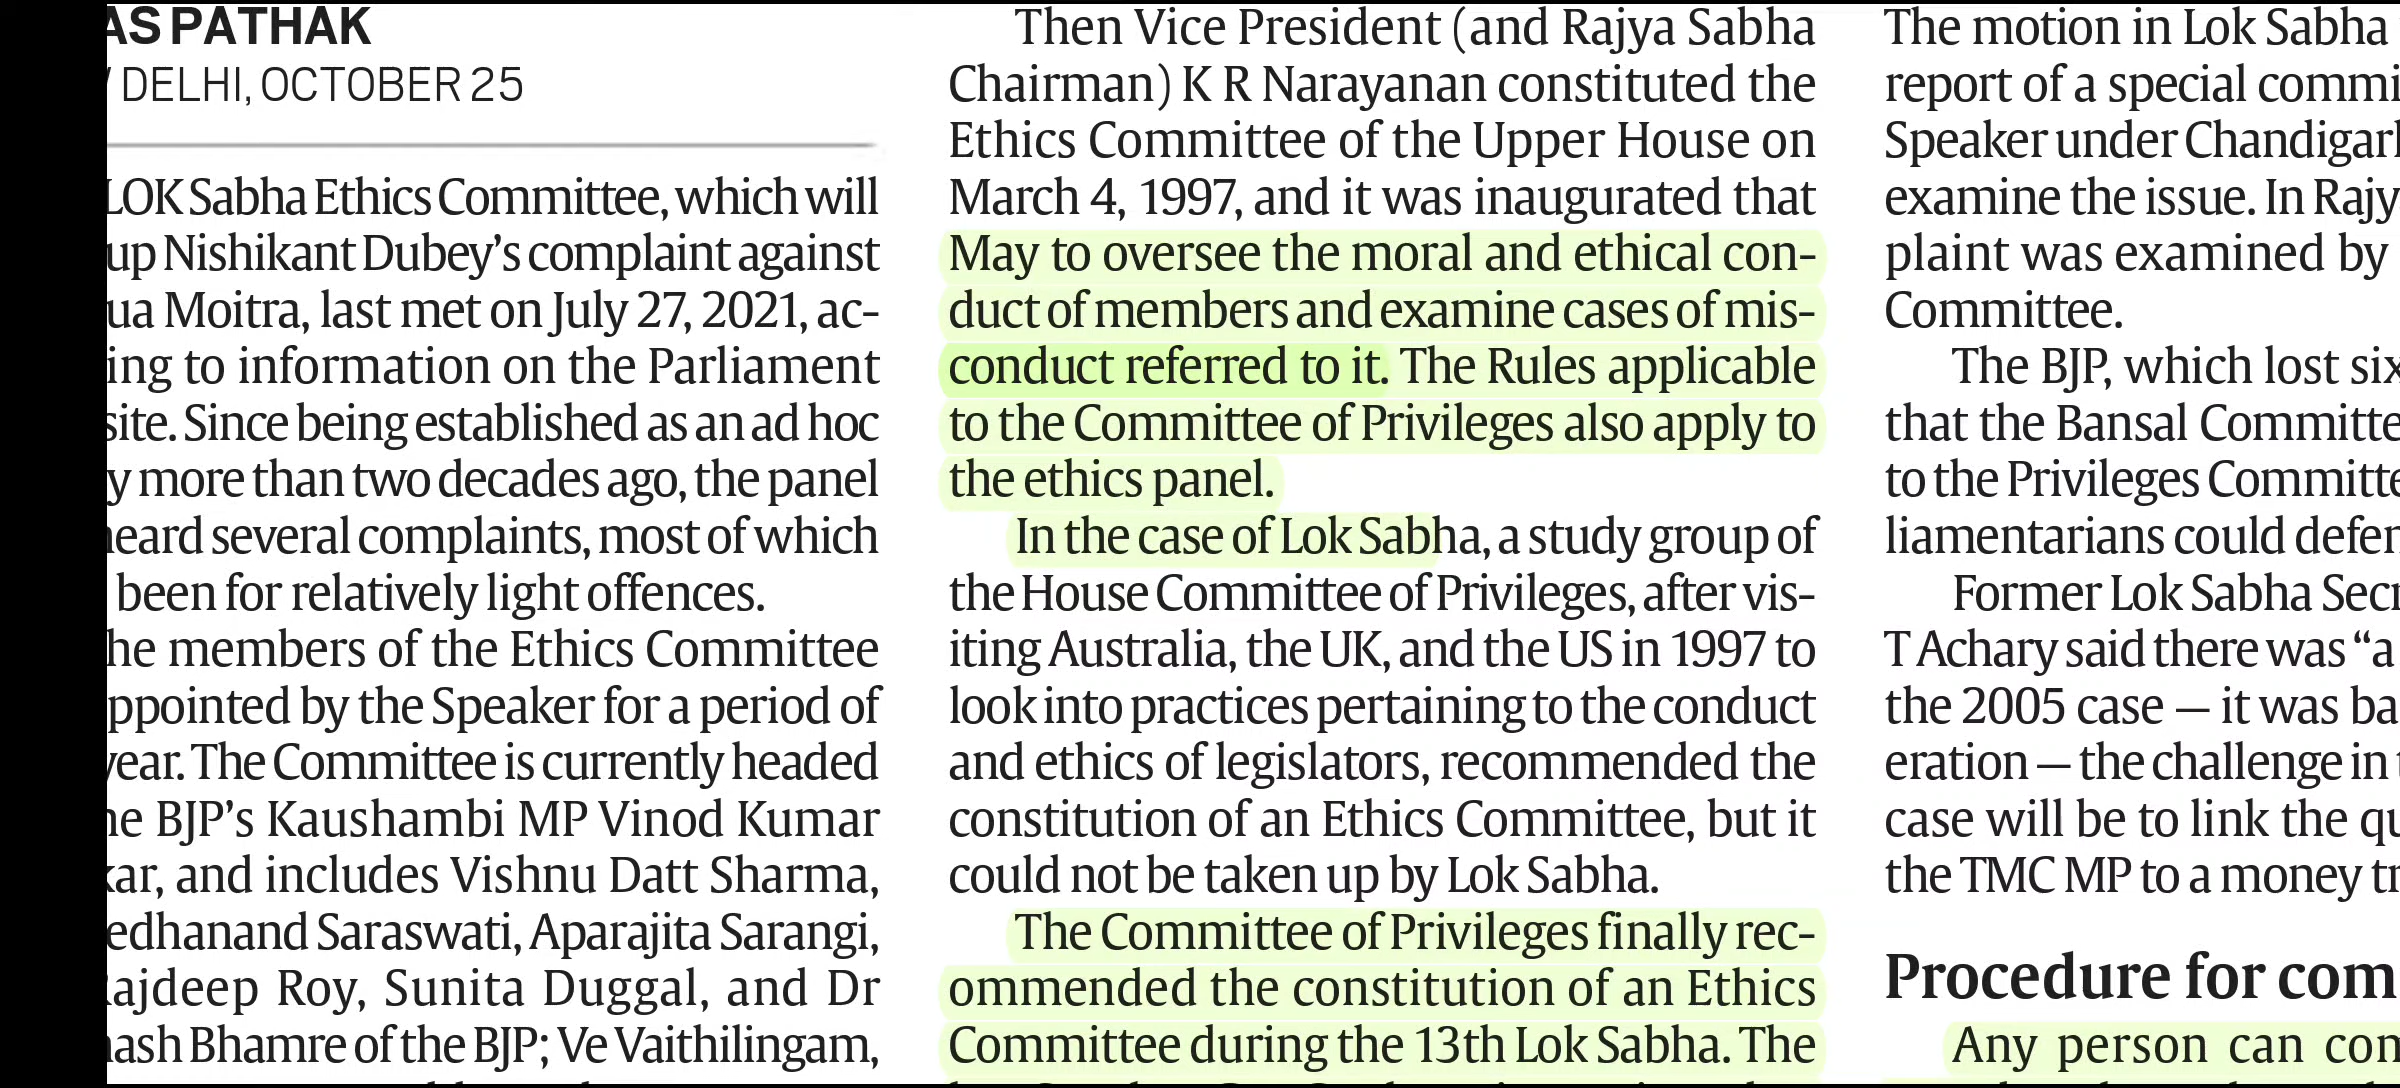 AS PATHAK
DELHI, OCTOBER 25
LOK Sabha Ethics Committee, which will
up Nishikant Dubey's complaint against
ua Moitra, last met on July 27, 2021, ac-
ing to information on the Parliament
site. Since being established as an ad hoc
y more than two decades ago, the panel
heard several complaints, most of which
been for relatively light offences.
he members of the Ethics Committee
ppointed by the Speaker for a period of
year. The Committee is currently headed
he BJP's Kaushambi MP Vinod Kumar
kar, and includes Vishnu Datt Sharma,
edhanand Saraswati, Aparajita Sarangi,
Rajdeep Roy, Sunita Duggal, and Dr
hash Bhamre of the BJP; Ve Vaithilingam,
Then Vice President (and Rajya Sabha
Chairman) K R Narayanan constituted the
Ethics Committee of the Upper House on
March 4, 1997, and it was inaugurated that
May to oversee the moral and ethical con-
duct of members and examine cases of mis-
conduct referred to it. The Rules applicable
to the Committee of Privileges also apply to
the ethics panel.
In the case of Lok Sabha, a study group of
the House Committee of Privileges, after vis-
iting Australia, the UK, and the US in 1997 to
look into practices pertaining to the conduct
and ethics of legislators, recommended the
constitution of an Ethics Committee, but it
could not be taken up by Lok Sabha.
The Committee of Privileges finally rec-
ommended the constitution of an Ethics
Committee during the 13th Lok Sabha. The
The motion in Lok Sabha
report of a special commi
Speaker under Chandigarh
examine the issue. In Rajy
plaint was examined by
Committee.
The BJP, which lost six
that the Bansal Committe
to the Privileges Committe
liamentarians could defen
Former Lok Sabha Secr
T Achary said there was “a
the 2005 case — it was ba
eration — the challenge in t
case will be to link the qu
the TMC MP to a money tr
Procedure for com
Any person can com